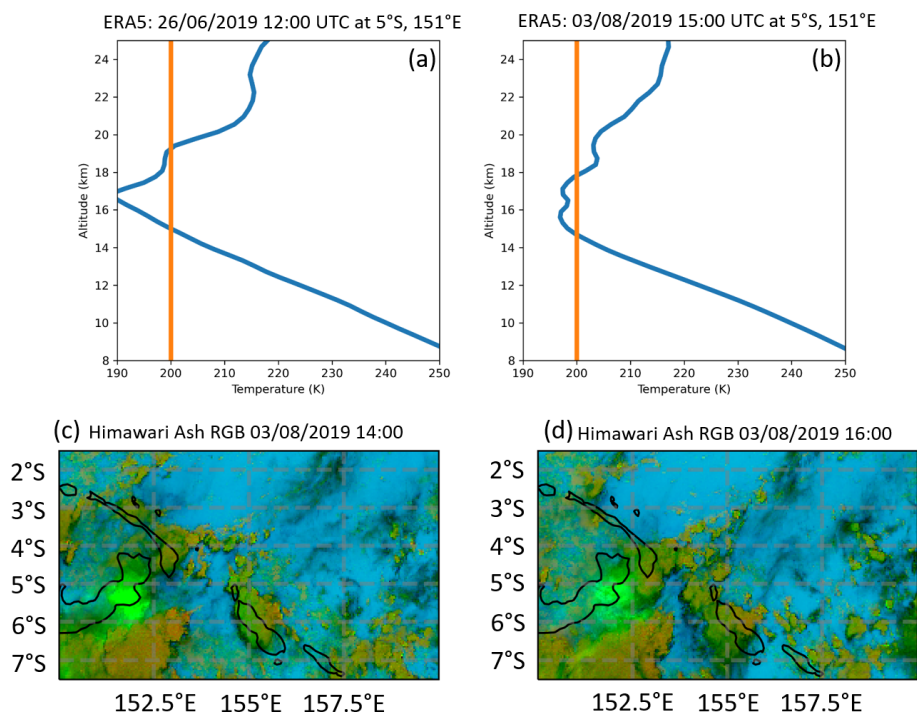 ERA5: 26/06/2019 12:00 UTC at 5°S, 151°E
ERA5: 03/08/2019 15:00 UTC at 5°S, 151°E
(a)
(b)
24
22
20
18
16
14
12
10
8
Altitude (km)
190 200 210 220 230 240 250
Temperature (K)
24
22
20
18
16
14
12
10
8
Altitude (km)
190 200 210 220 230 240 250
Temperature (K)
(c) Himawari Ash RGB 03/08/2019 14:00
(d) Himawari Ash RGB 03/08/2019 16:00
2°S
3°S
4°S
5°S
6°S
7°S
152.5°E 155°E 157.5°E
2°S
3°S
4°S
5°S
6°S
7°S
152.5°E 155°E 157.5°E